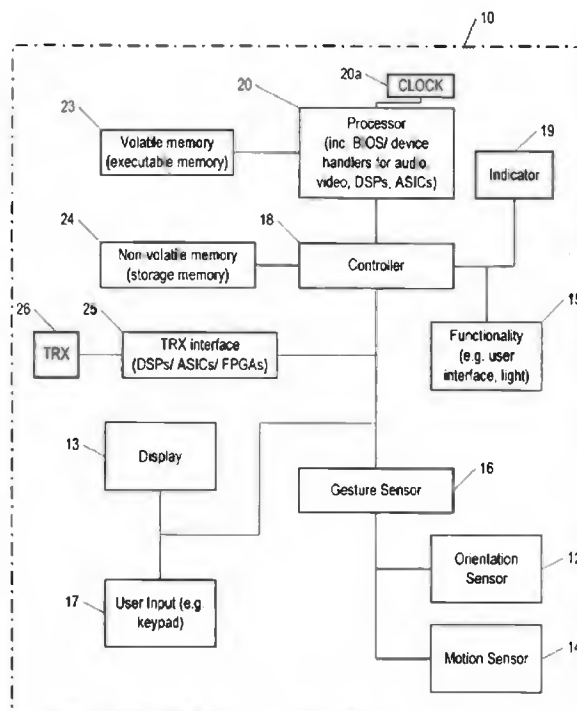 10
20a
CLOCK
20
Processor
(inc. BIOS/ device
handlers for audio
video, DSPs, ASICs)
23
Volatile memory
(executable memory)
19
Indicator
24
Non-volatile memory
(storage memory)
18
Controller
26
TRX
25
TRX interface
(DSPs/ ASICs/ FPGAs)
15
Functionality
(e.g. user
interface, light)
13
Display
Gesture Sensor
16
17
User Input (e.g.
keypad)
Orientation
Sensor
12
Motion Sensor
14